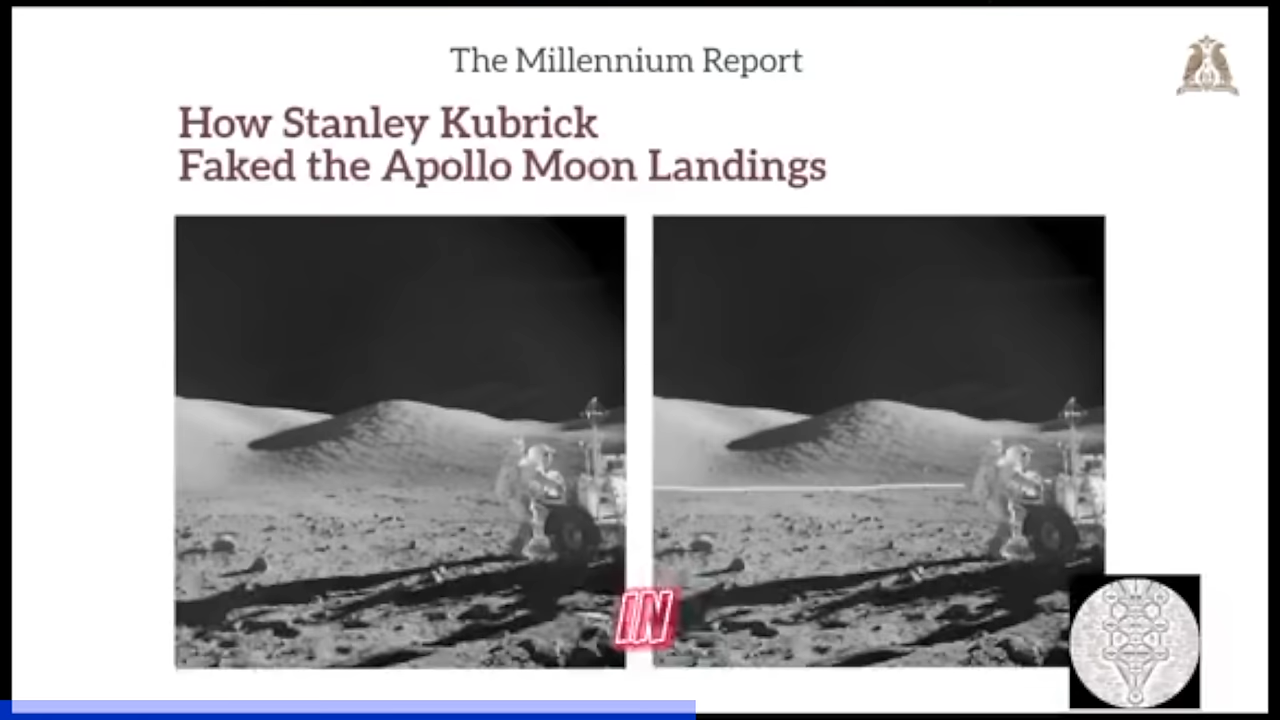 The Millennium Report
How Stanley Kubrick
Faked the Apollo Moon Landings
IN